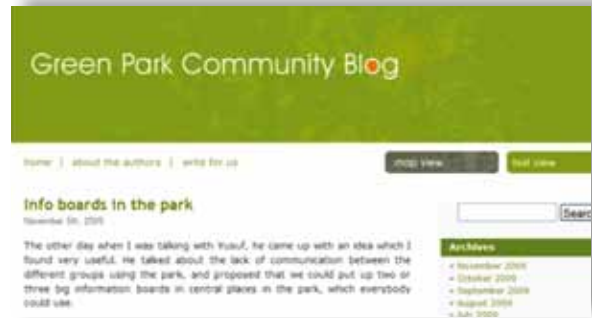 Green Park Community Blog
home | about the authors | write for us
map view
text view
Info boards in the park
November 5th, 2009
Search
The other day when I was talking with Yusuf, he came up with an idea which I
found very useful. He talked about the lack of communication between the
different groups using the park, and proposed that we could put up two or
three big information boards in central places in the park, which everybody
could use.
Archives
• November 2009
• October 2009
• September 2009
• August 2009
• July 2009